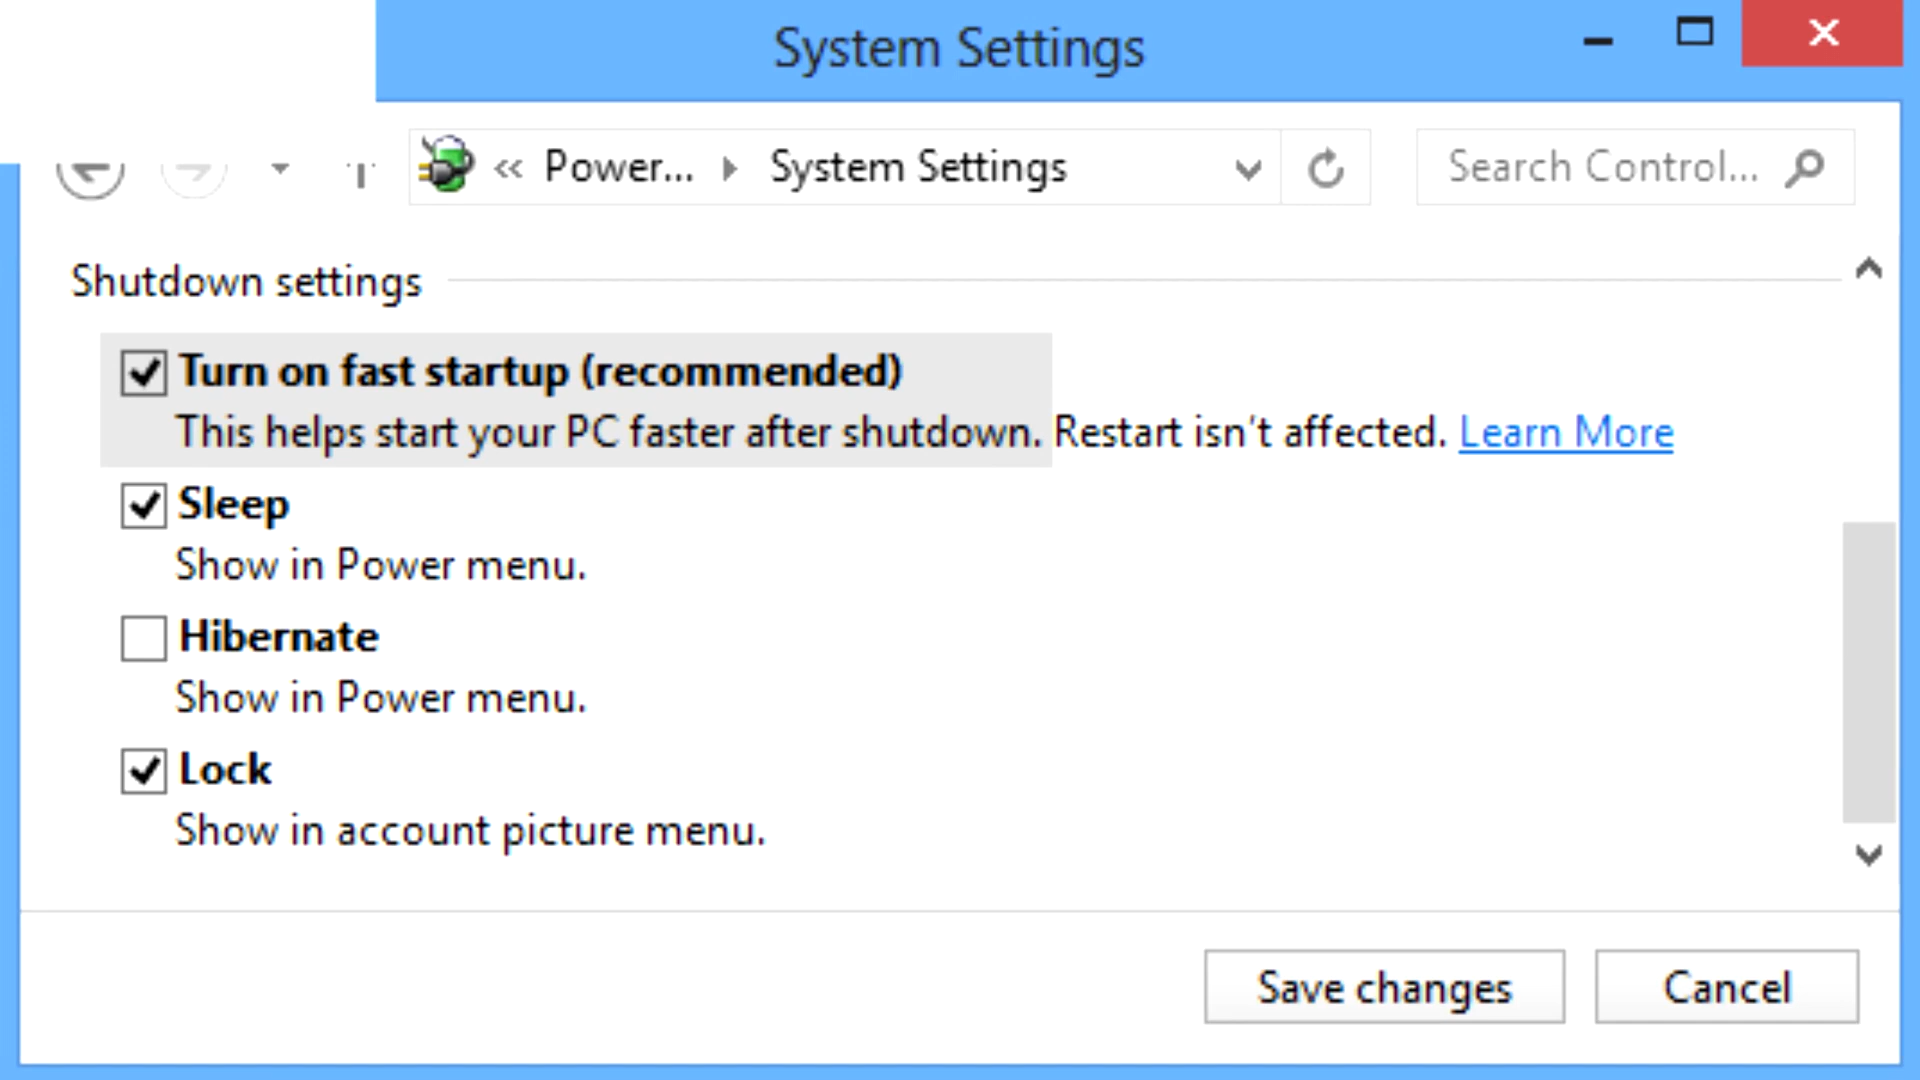 System Settings
« Power... ▸ System Settings
Search Control...
Shutdown settings
Turn on fast startup (recommended)
This helps start your PC faster after shutdown. Restart isn't affected. Learn More
Sleep
Show in Power menu.
Hibernate
Show in Power menu.
Lock
Show in account picture menu.
Save changes
Cancel